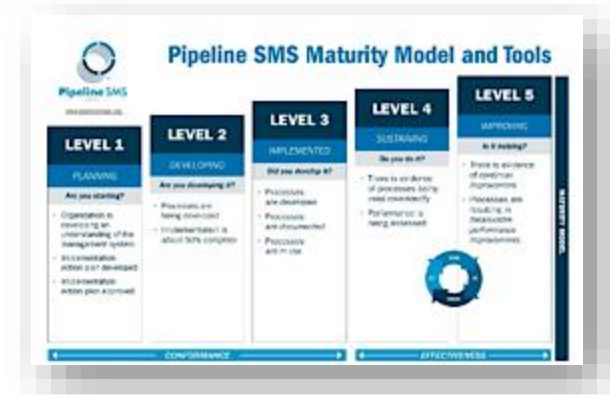 Pipeline SMS Maturity Model and Tools
Pipeline SMS
LEVEL 1
PLANNING
Are you starting?
Organization is
developing an
understanding of the
management system
Implementation
action plan developed
Implementation
action plan approved
LEVEL 2
DEVELOPING
Are you developing it?
Processes are
being developed
Implementation is
about 50% complete
LEVEL 3
IMPLEMENTED
Did you develop it?
Processes
are developed
Processes
are documented
Processes
are in use
LEVEL 4
SUSTAINING
Do you do it?
There is evidence
of processes being
used consistently
Performance is
being assessed
LEVEL 5
IMPROVING
Is it helping?
There is evidence
of continual
improvement
Processes are
resulting in
measurable
performance
improvements
MATURITY MODEL
CONFORMANCE
EFFECTIVENESS